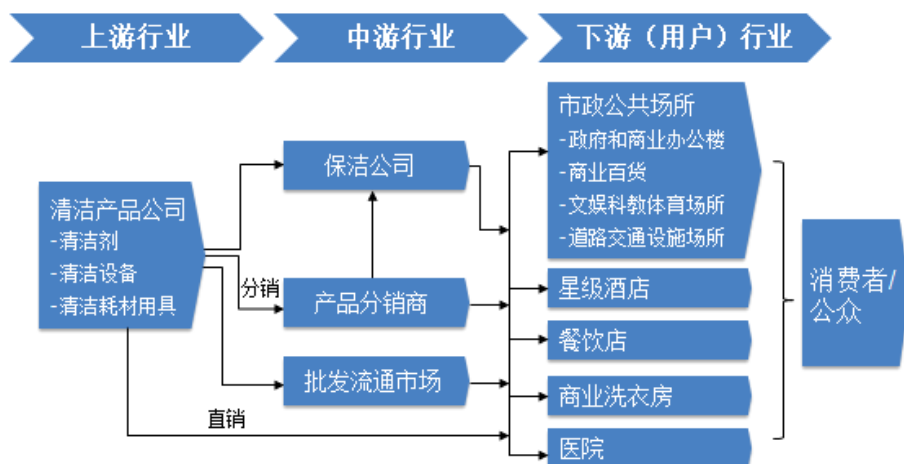 上游行业
中游行业
下游（用户）行业
清洁产品公司
-清洁剂
-清洁设备
-清洁耗材用具
分销
直销
保洁公司
产品分销商
批发流通市场
市政公共场所
-政府和商业办公楼
-商业百货
-文娱科教体育场所
-道路交通设施场所
星级酒店
餐饮店
商业洗衣房
医院
消费者/
公众